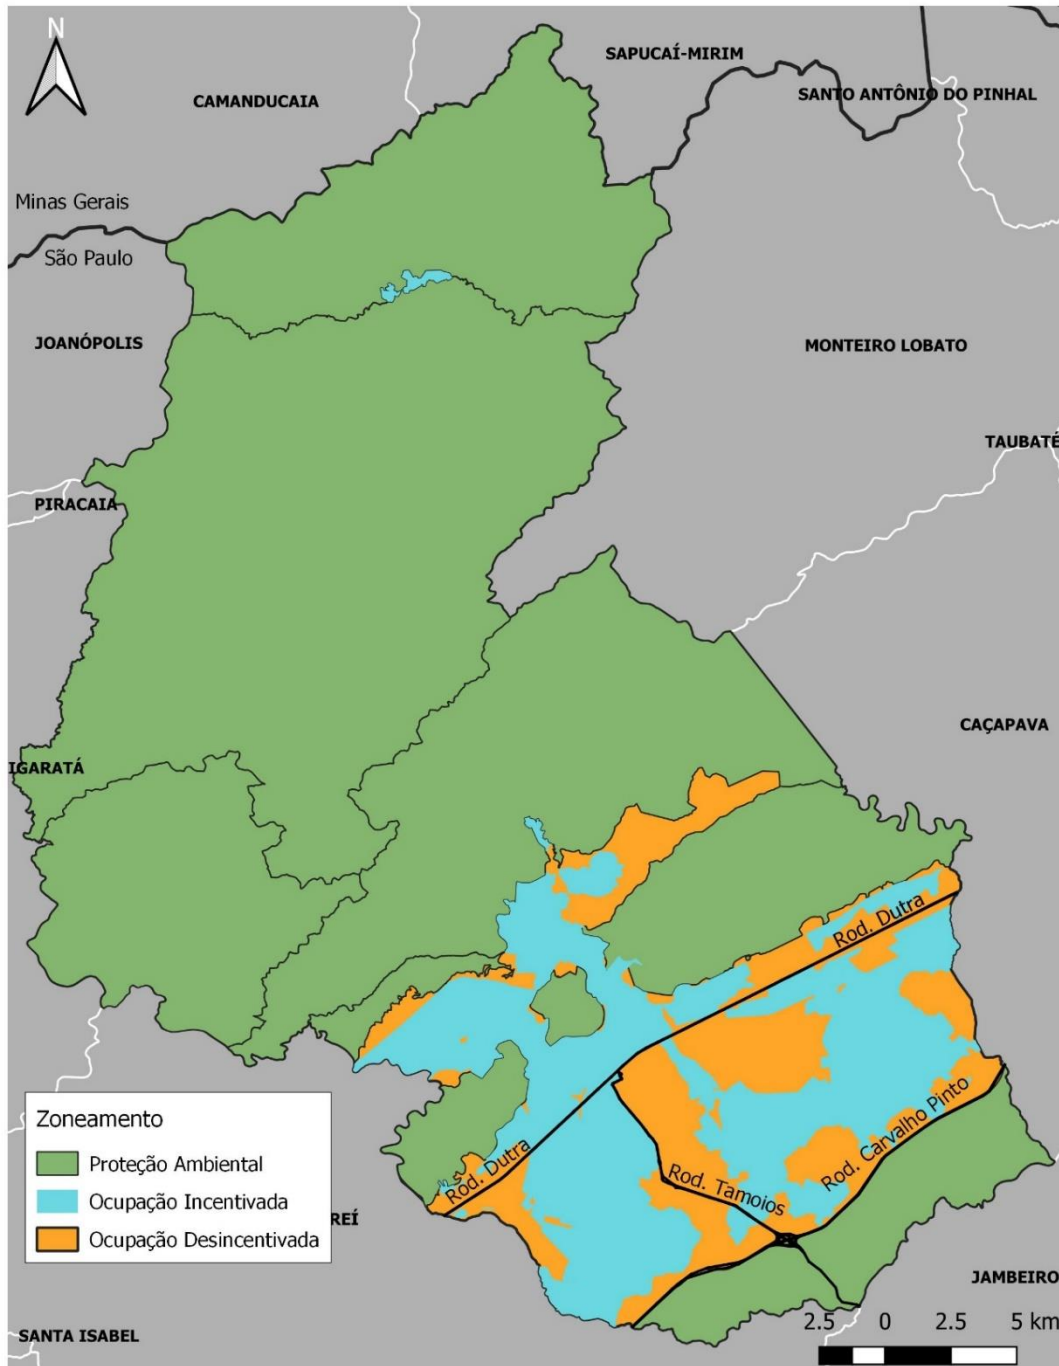 N
SAPUCAÍ-MIRIM
CAMANDUCAIA
SANTO ANTÔNIO DO PINHAL
Minas Gerais
São Paulo
JOANÓPOLIS
MONTEIRO LOBATO
TAUBATÉ
PIRACAIA
CAÇAPAVA
IGARATÁ
Rod. Dutra
Rod. Carvalho Pinto
Rod. Dutra
Rod. Tamoios
Zoneamento
Proteção Ambiental
Ocupação Incentivada
Ocupação Desincentivada
REÍ
JAMBEIRO
SANTA ISABEL
2.5 0 2.5 5 km